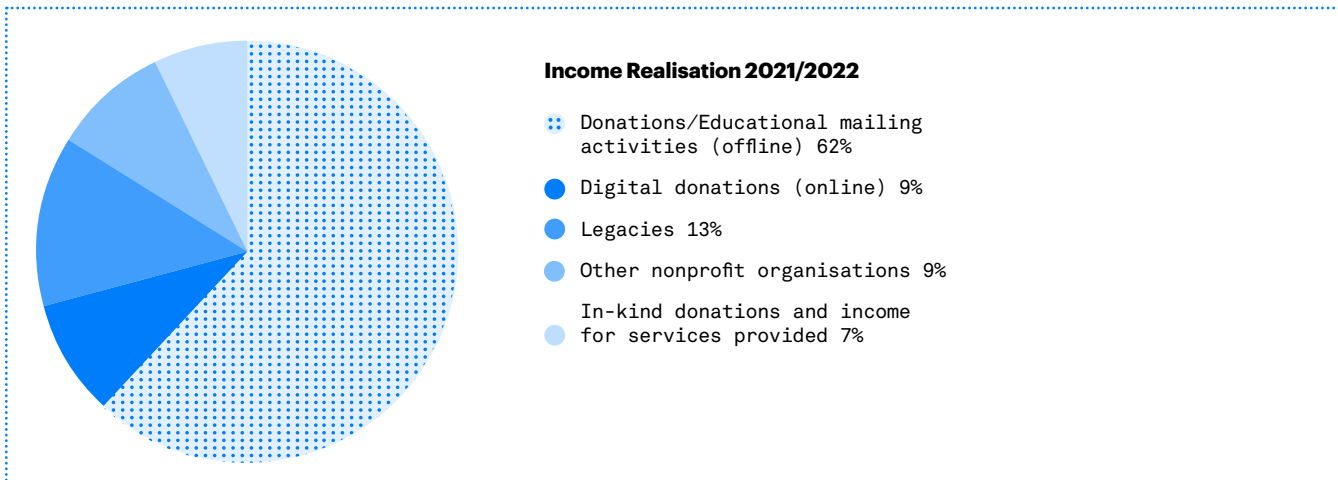 Income Realisation 2021/2022
Donations/Educational mailing
activities (offline) 62%
Digital donations (online) 9%
Legacies 13%
Other nonprofit organisations 9%
In-kind donations and income
for services provided 7%